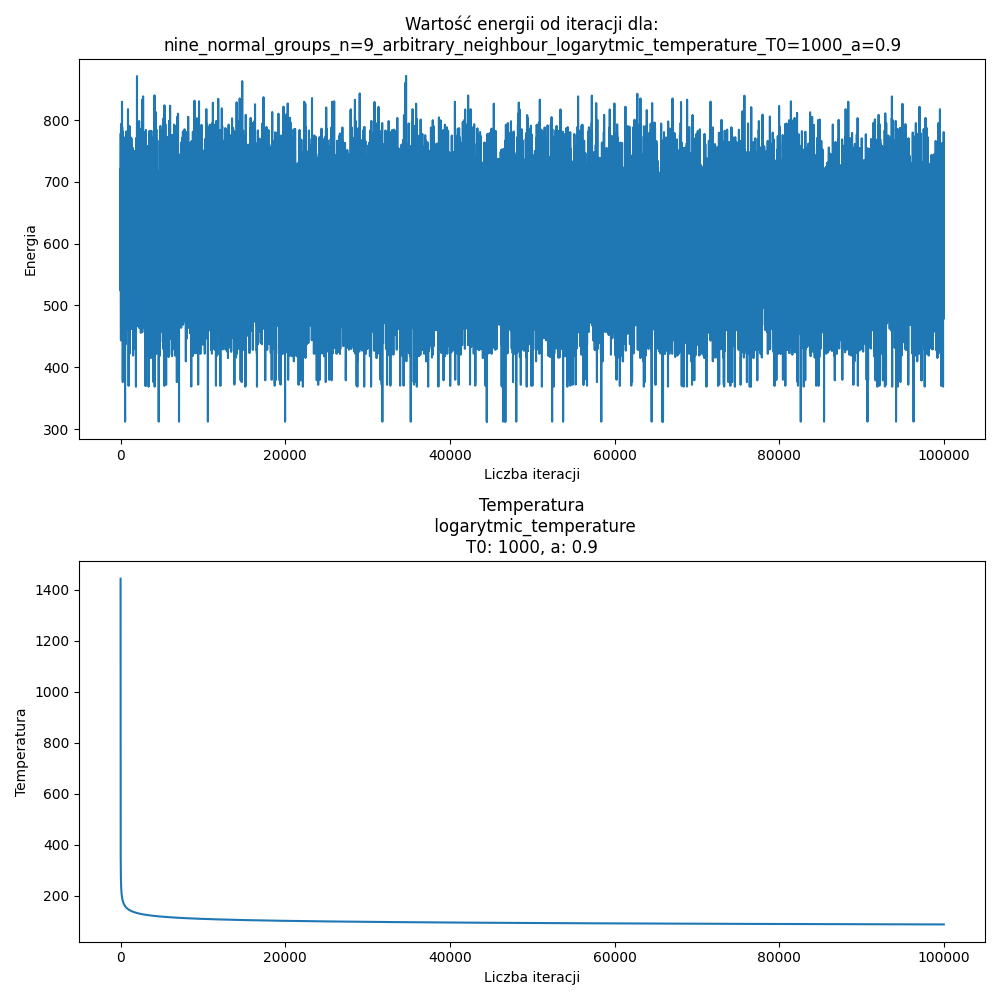 Wartość energii od iteracji dla:
nine_normal_groups_n=9_arbitrary_neighbour_logarytmic_temperature_T0=1000_a=0.9
800
700
600
500
400
300
Energia
0 20000 40000 60000 80000 100000
Liczba iteracji
Temperatura
logarytmic_temperature
T0: 1000, a: 0.9
1400
1200
1000
800
600
400
200
Temperatura
0 20000 40000 60000 80000 100000
Liczba iteracji